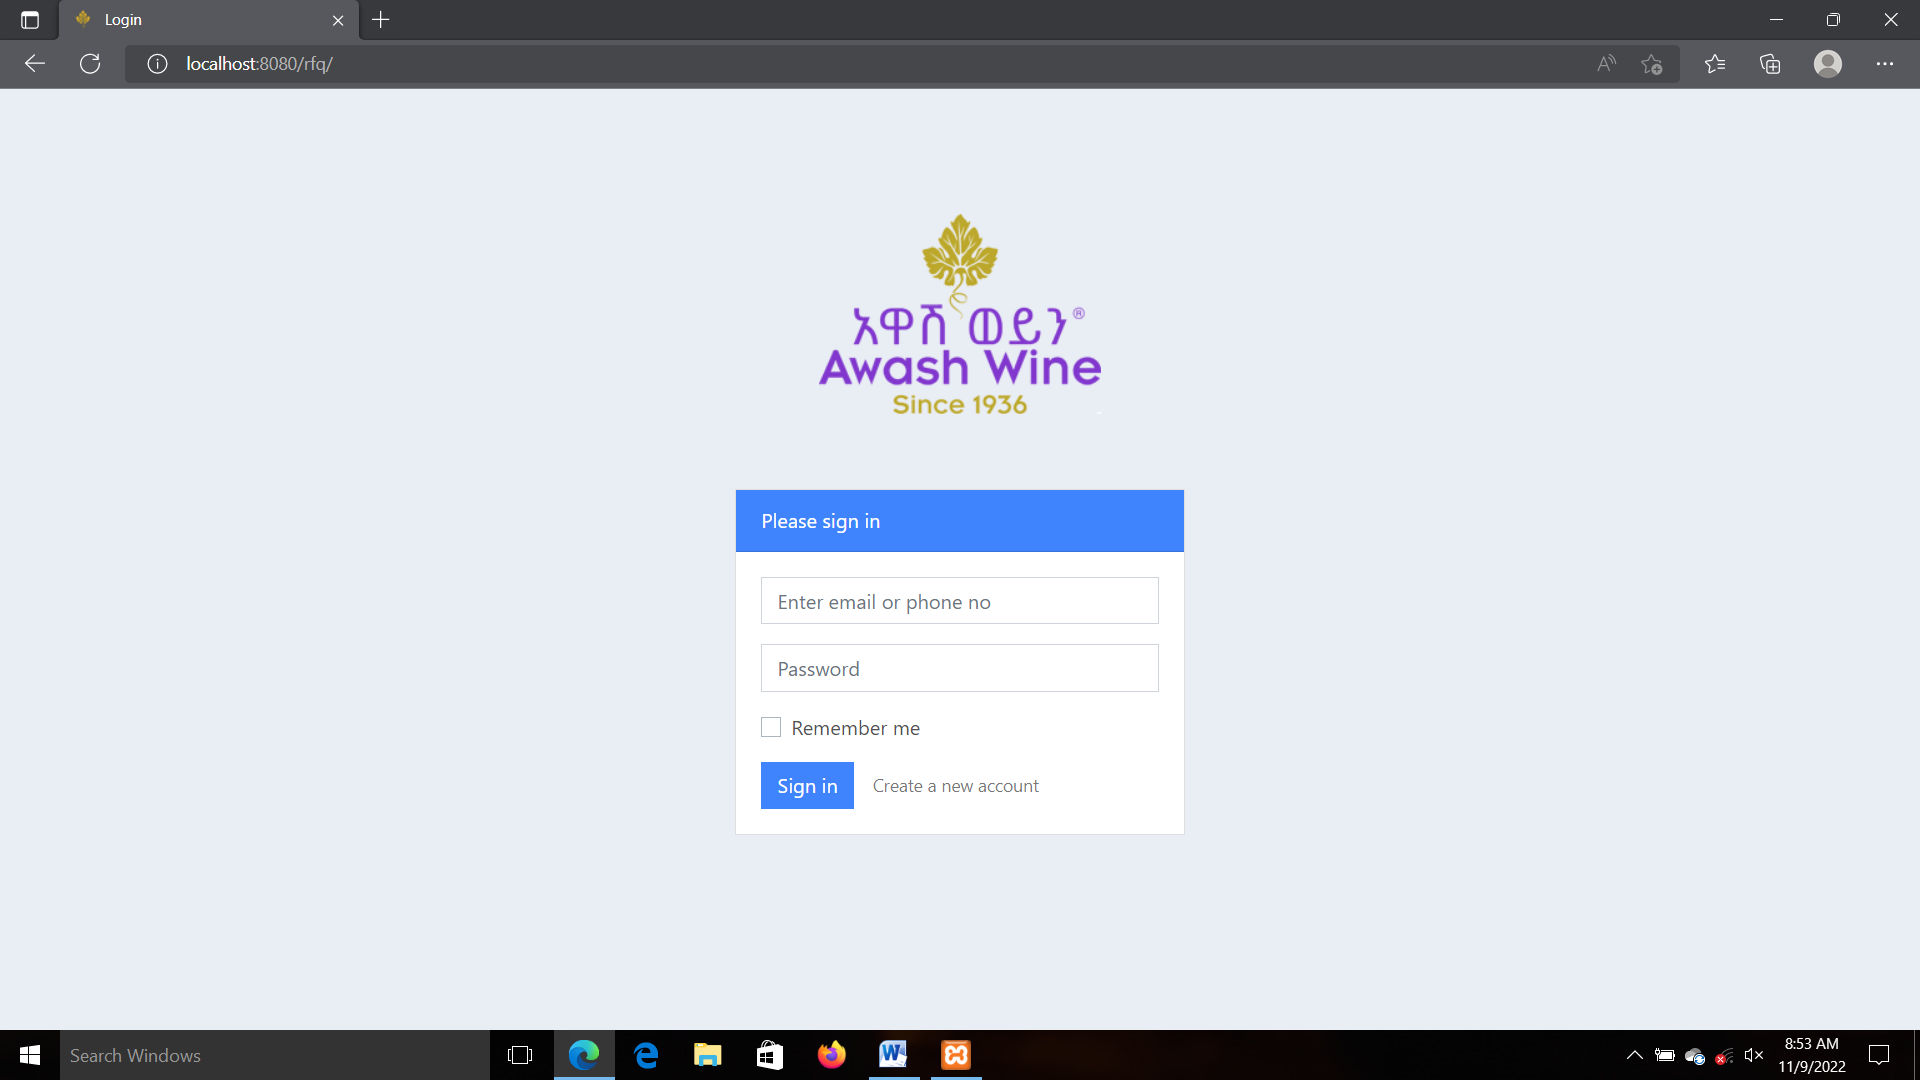 Login
localhost:8080/rfq/
አዋሽ ወይን®
Awash Wine
Since 1936
Please sign in
Enter email or phone no
Password
Remember me
Sign in
Create a new account
Search Windows
8:53 AM
11/9/2022